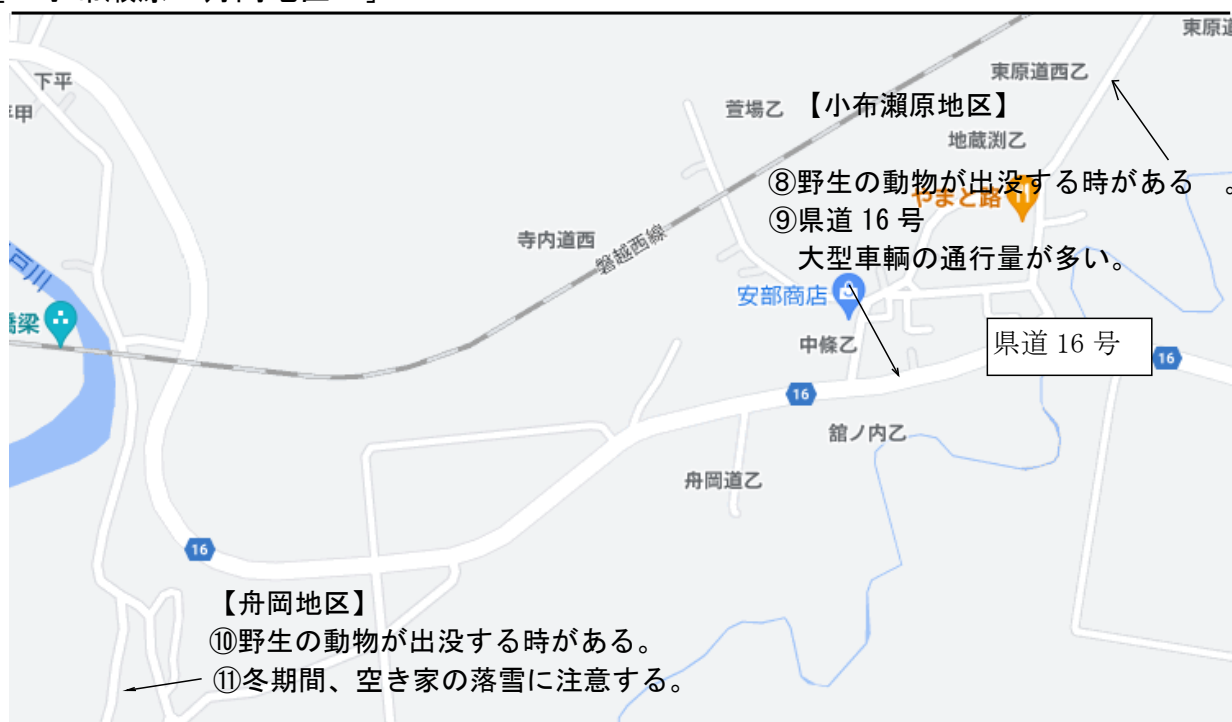 東原道
下平
東原道西乙
甲
萱場乙
【小布瀬原地区】
地蔵渕乙
⑧野生の動物が出没する時がある 。
やまと路
⑨県道 16 号
大型車輌の通行量が多い。
寺内道西
磐越西線
安部商店
橋梁
中條乙
県道 16 号
16
16
舘ノ内乙
舟岡道乙
16
【舟岡地区】
⑩野生の動物が出没する時がある。
⑪冬期間、空き家の落雪に注意する。